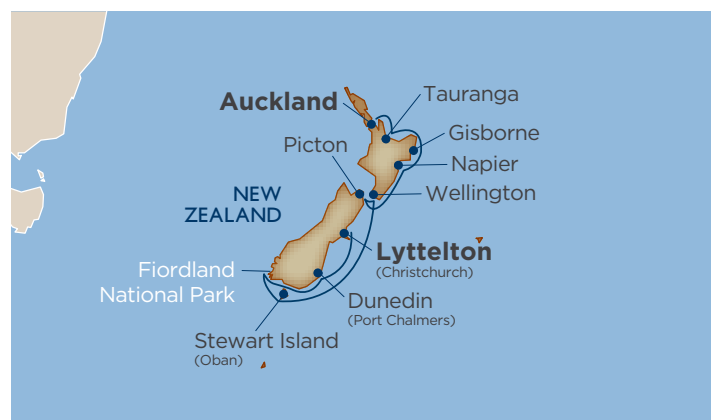 Tauranga
Auckland
Gisborne
Picton
Napier
NEW
ZEALAND
Wellington
Lyttelton
(Christchurch)
Fiordland
National Park
Dunedin
(Port Chalmers)
Stewart Island
(Oban)